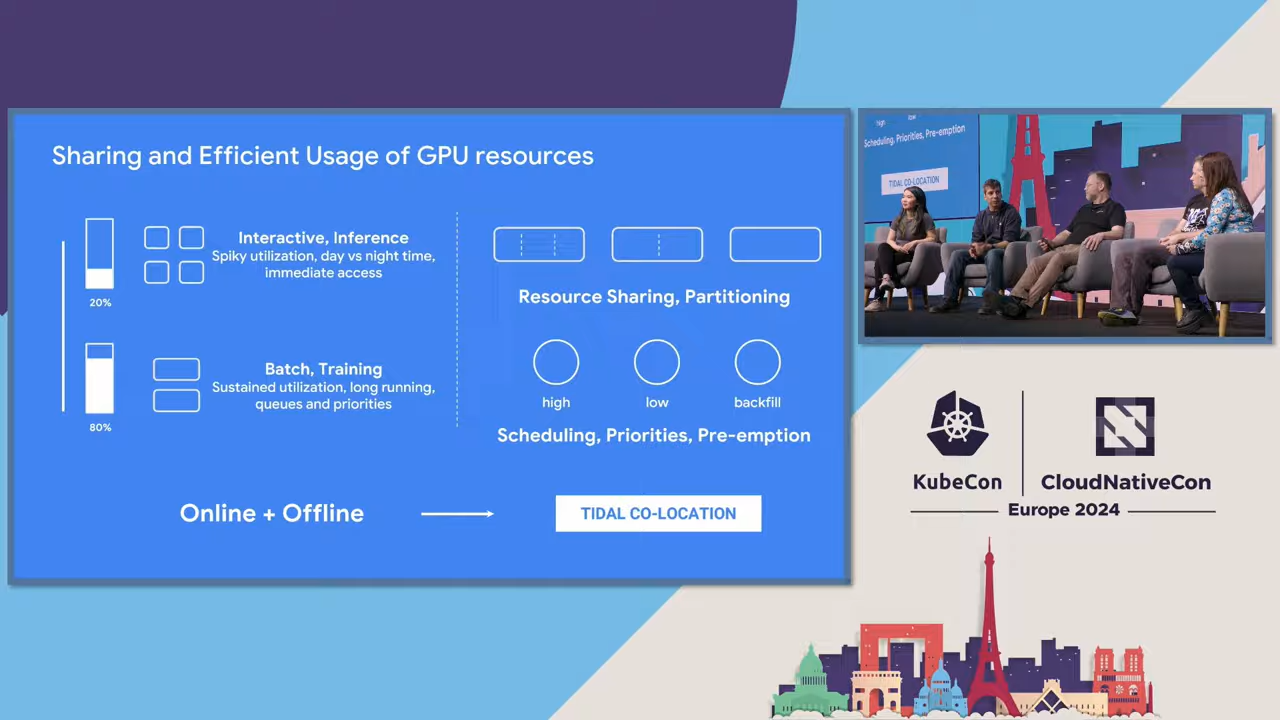 Sharing and Efficient Usage of GPU resources
20%
Interactive, Inference
Spiky utilization, day vs night time,
immediate access
80%
Batch, Training
Sustained utilization, long running,
queues and priorities
Resource Sharing, Partitioning
high
low
backfill
Scheduling, Priorities, Pre-emption
Online + Offline
TIDAL CO-LOCATION
high
low
Scheduling, Priorities, Pre-emption
TIDAL CO-LOCATION
KubeCon
CloudNativeCon
Europe 2024